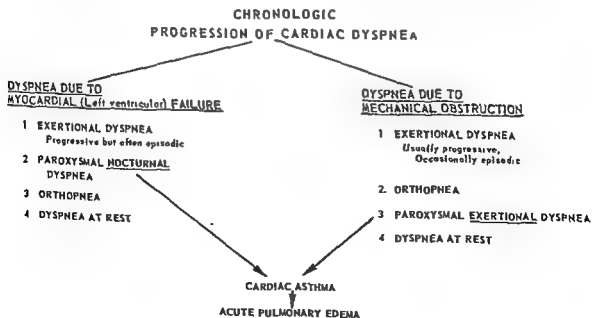 CHRONOLOGIC
PROGRESSION OF CARDIAC DYSPNEA
DYSPNEA DUE TO
MYOCARDIAL (Left ventricular) FAILURE
1 EXERTIONAL DYSPNEA
Progressive but often episodic
2 PAROXYSMAL NOCTURNAL
DYSPNEA
3 ORTHOPNEA
4 DYSPNEA AT REST
DYSPNEA DUE TO
MECHANICAL OBSTRUCTION
1 EXERTIONAL DYSPNEA
Usually progressive,
Occasionally episodic
2. ORTHOPNEA
3 PAROXYSMAL EXERTIONAL DYSPNEA
4 DYSPNEA AT REST
CARDIAC ASTHMA
ACUTE PULMONARY EDEMA